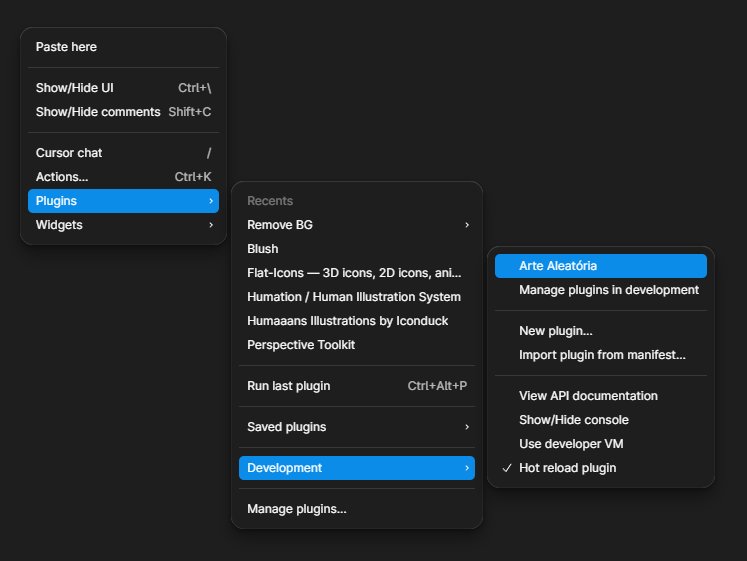 Paste here
Show/Hide UI Ctrl+\
Show/Hide comments Shift+C
Cursor chat /
Actions... Ctrl+K
Plugins
Widgets
Recents
Remove BG
Blush
Flat-Icons — 3D icons, 2D icons, ani...
Humation / Human Illustration System
Humaaans Illustrations by Iconduck
Perspective Toolkit
Run last plugin Ctrl+Alt+P
Saved plugins
Development
Manage plugins...
Arte Aleatória
Manage plugins in development
New plugin...
Import plugin from manifest...
View API documentation
Show/Hide console
Use developer VM
Hot reload plugin